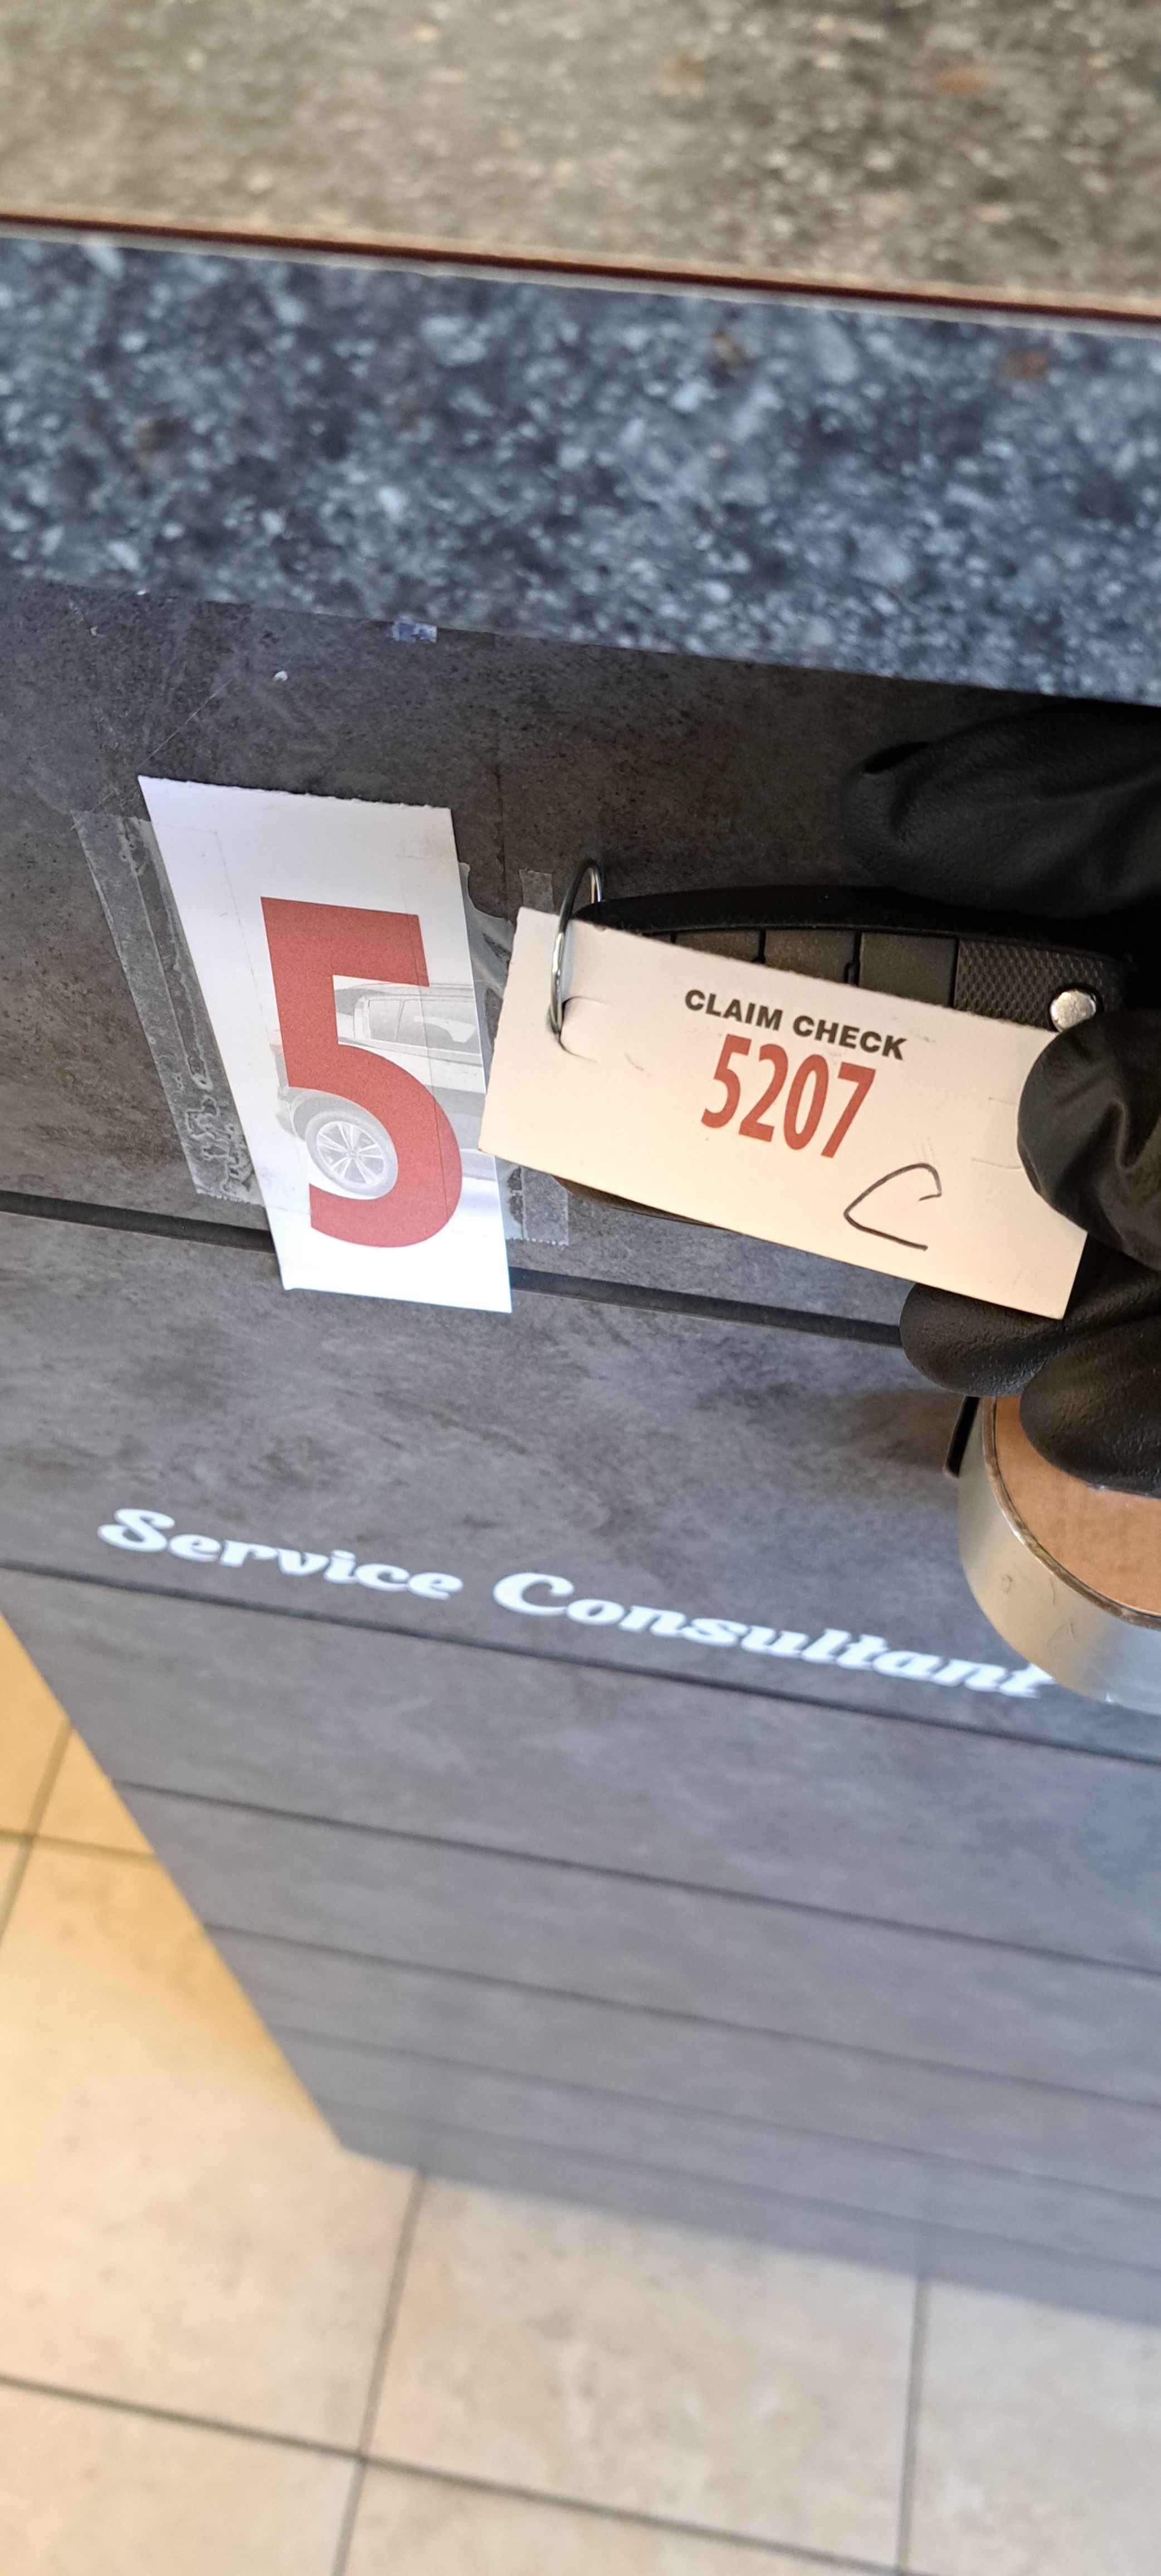 5
CLAIM CHECK
5207
C
Service Consultant